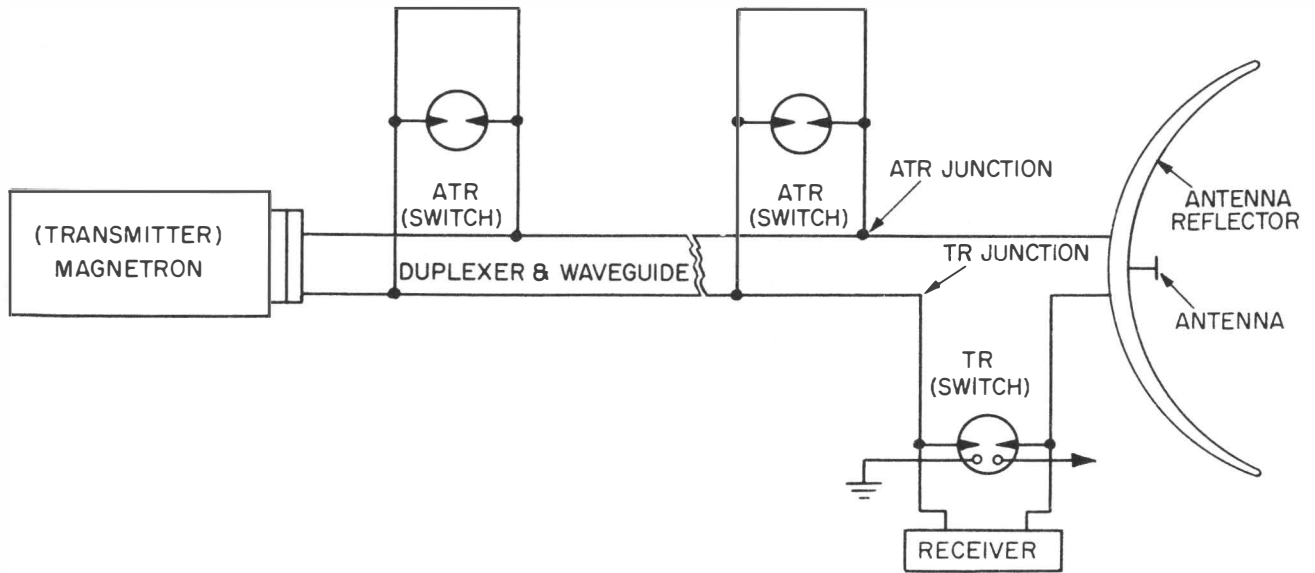 (TRANSMITTER)
MAGNETRON
ATR
(SWITCH)
DUPLEXER & WAVEGUIDE
ATR
(SWITCH)
ATR JUNCTION
TR JUNCTION
ANTENNA
REFLECTOR
ANTENNA
TR
(SWITCH)
RECEIVER